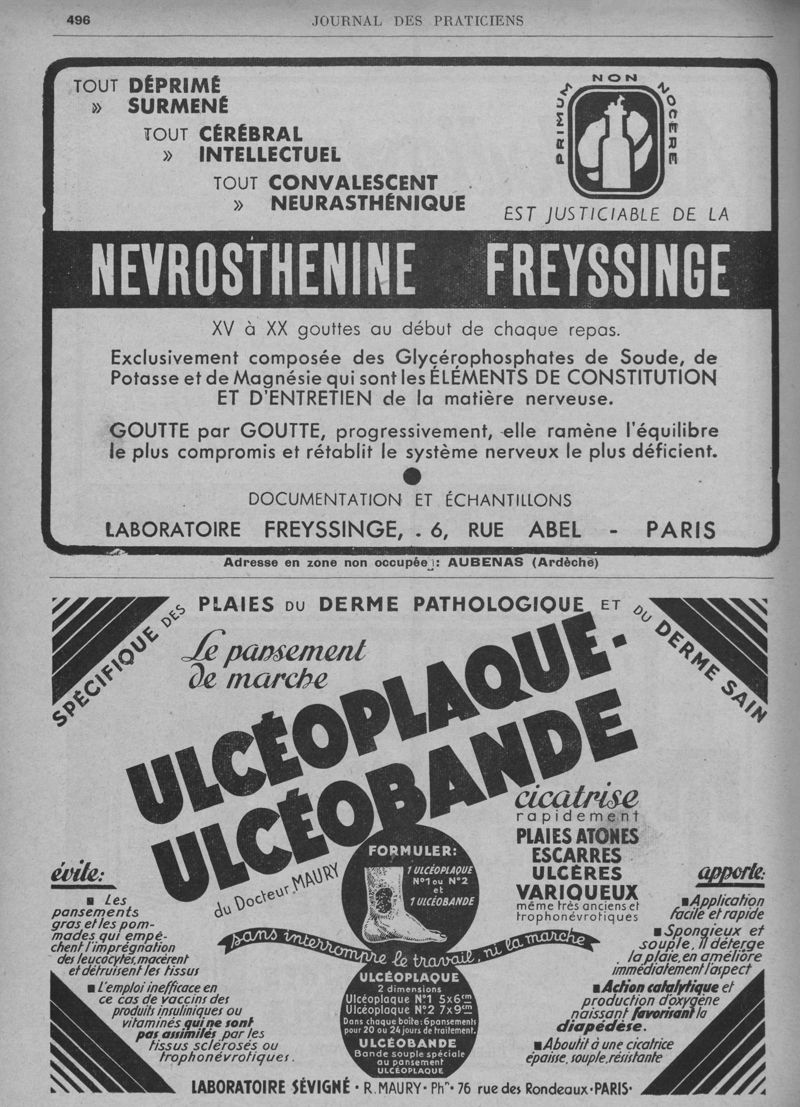 496
JOURNAL DES PRATICIENS
TOUT DÉPRIMÉ
» SURMENÉ
TOUT CÉRÉBRAL
» INTELLECTUEL
TOUT CONVALESCENT
» NEURASTHÉNIQUE
PRIMUM NON NOCERE
EST JUSTICIABLE DE LA
NEVROSTHENINE FREYSSINGE
XV à XX gouttes au début de chaque repas.
Exclusivement composée des Glycérophosphates de Soude, de
Potasse et de Magnésie qui sont les ÉLÉMENTS DE CONSTITUTION
ET D'ENTRETIEN de la matière nerveuse.
GOUTTE par GOUTTE, progressivement, elle ramène l'équilibre
le plus compromis et rétablit le système nerveux le plus déficient.
DOCUMENTATION ET ÉCHANTILLONS
LABORATOIRE FREYSSINGE, . 6, RUE ABEL - PARIS
Adresse en zone non occupée : AUBENAS (Ardèche)
SPÉCIFIQUE DES PLAIES DU DERME PATHOLOGIQUE ET DU DERME SAIN
Le pansement
de marche
ULCÉOPLAQUE-
ULCÉOBANDE
du Docteur MAURY
cicatrise
rapidement
PLAIES ATONES
ESCARRES
ULCÈRES
VARIQUEUX
même très anciens et
trophonévrotiques
FORMULER:
1 ULCÉOPLAQUE
N°1 ou N°2
et
1 ULCÉOBANDE
sans interrompre le travail, ni la marche
évite:
■ Les
pansements
gras et les pom-
mades qui empê-
chent l'imprégnation
des leucocytes, macèrent
et détruisent les tissus
■ L'emploi inefficace en
ce cas de vaccins des
produits insuliniques ou
vitaminés qui ne sont
pas assimilés par les
tissus sclérosés ou
trophonévrotiques.
apporte:
■ Application
facile et rapide
■ Spongieux et
souple, Il déterge
la plaie, en améliore
immédiatement l'aspect
■ Action catalytique et
production d'oxygène
naissant favorisant la
diapédèse.
■ Aboutit à une cicatrice
épaisse, souple, résistante
ULCÉOPLAQUE
2 dimensions
Ulcéoplaque N°1 5x6cm
Ulcéoplaque N°2 7x9cm
Dans chaque boîte: 6 pansements
pour 20 ou 24 jours de traitement.
ULCÉOBANDE
Bande souple spéciale
au pansement
ULCÉOPLAQUE
LABORATOIRE SÉVIGNÉ • R. MAURY • Phn • 76 rue des Rondeaux • PARIS •